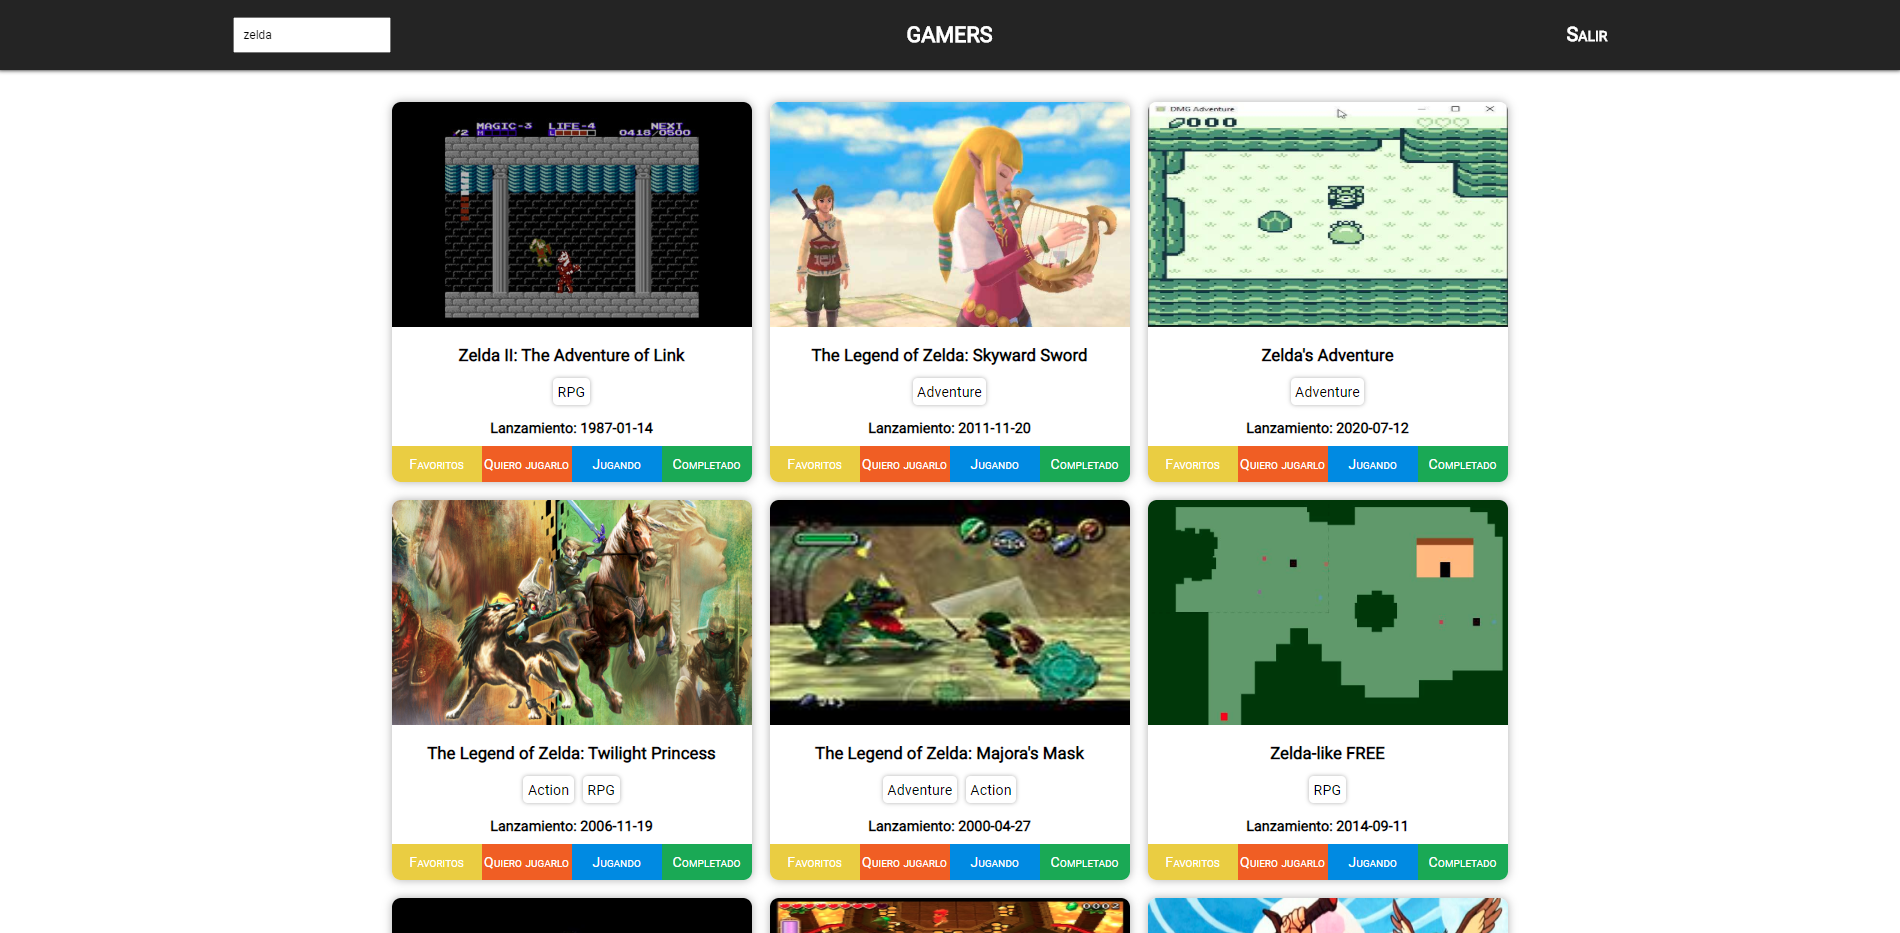 zelda
GAMERS
Salir
MAGIC-3 LIFE-4 NEXT
/2 0418/0500
DMG Adventure
000
Zelda II: The Adventure of Link
The Legend of Zelda: Skyward Sword
Zelda's Adventure
RPG
Adventure
Adventure
Lanzamiento: 1987-01-14
Lanzamiento: 2011-11-20
Lanzamiento: 2020-07-12
Favoritos Quiero jugarlo Jugando Completado
Favoritos Quiero jugarlo Jugando Completado
Favoritos Quiero jugarlo Jugando Completado
The Legend of Zelda: Twilight Princess
The Legend of Zelda: Majora's Mask
Zelda-like FREE
Action RPG
Adventure Action
RPG
Lanzamiento: 2006-11-19
Lanzamiento: 2000-04-27
Lanzamiento: 2014-09-11
Favoritos Quiero jugarlo Jugando Completado
Favoritos Quiero jugarlo Jugando Completado
Favoritos Quiero jugarlo Jugando Completado
0002